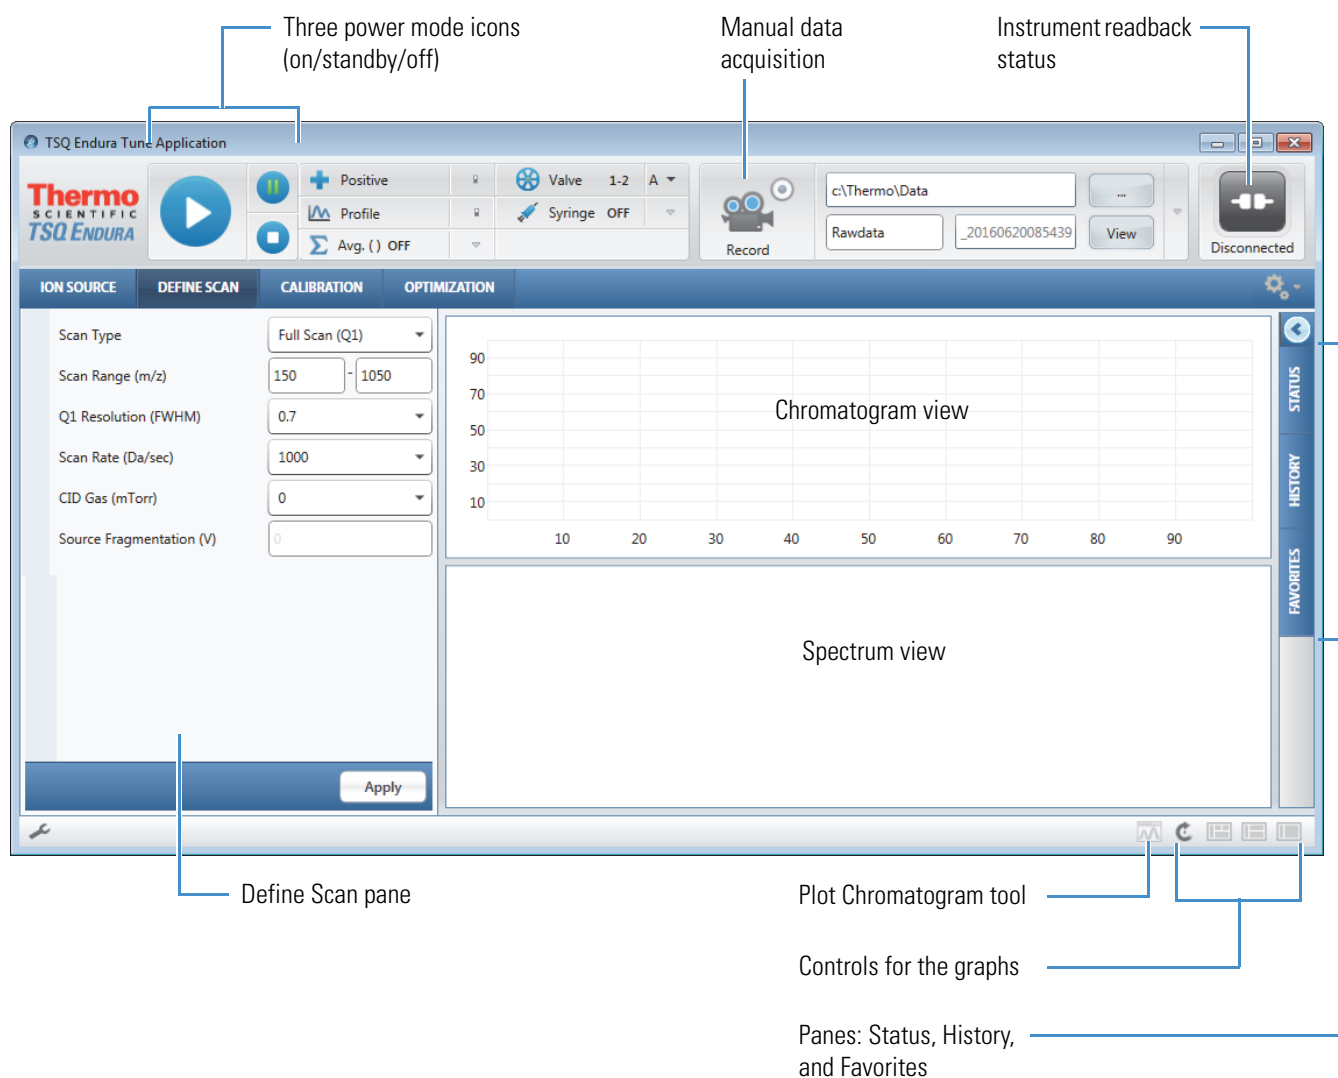 Three power mode icons
(on/standby/off)
Manual data
acquisition
Instrument readback
status
TSQ Endura Tune Application
Thermo
SCIENTIFIC
TSQ ENDURA
Positive
Profile
Avg. ( ) OFF
Valve 1-2 A
Syringe OFF
Record
c:\Thermo\Data
...
Rawdata
_20160620085439
View
Disconnected
ION SOURCE
DEFINE SCAN
CALIBRATION
OPTIMIZATION
Scan Type
Full Scan (Q1)
Scan Range (m/z)
150 - 1050
Q1 Resolution (FWHM)
0.7
Scan Rate (Da/sec)
1000
CID Gas (mTorr)
0
Source Fragmentation (V)
0
Apply
90
70
50
30
10
Chromatogram view
10 20 30 40 50 60 70 80 90
Spectrum view
STATUS
HISTORY
FAVORITES
Define Scan pane
Plot Chromatogram tool
Controls for the graphs
Panes: Status, History,
and Favorites